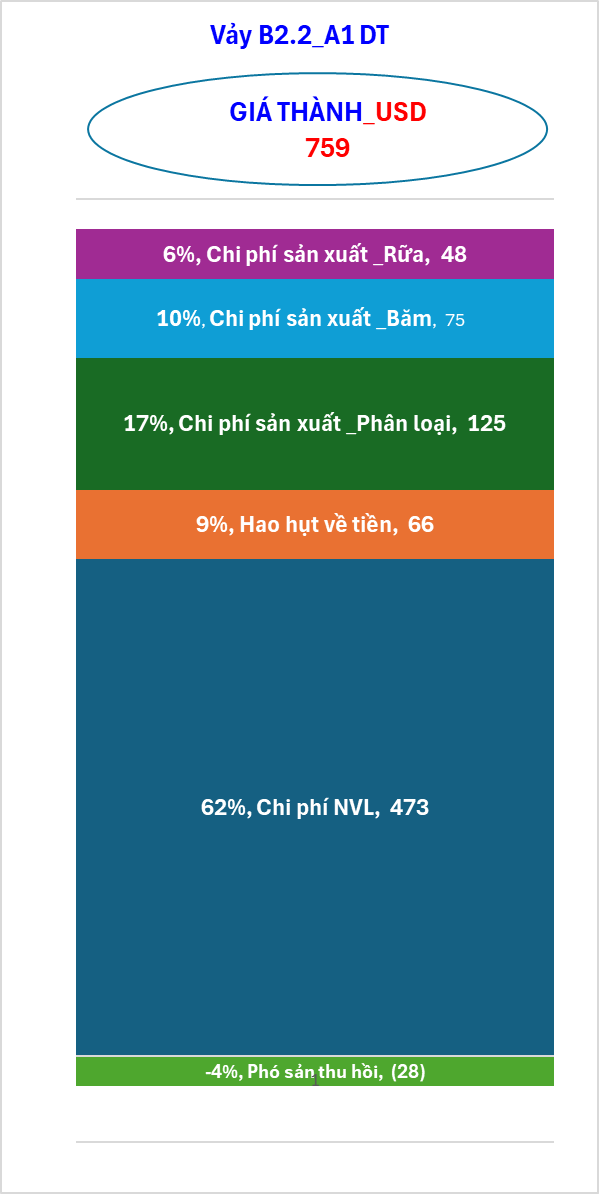 Vảy B2.2_A1 DT
GIÁ THÀNH_USD
759
6%, Chi phí sản xuất _Rữa,  48
10%, Chi phí sản xuất _Băm,  75
17%, Chi phí sản xuất _Phân loại,  125
9%, Hao hụt về tiền,  66
62%, Chi phí NVL,  473
-4%, Phó sản thu hồi,  (28)